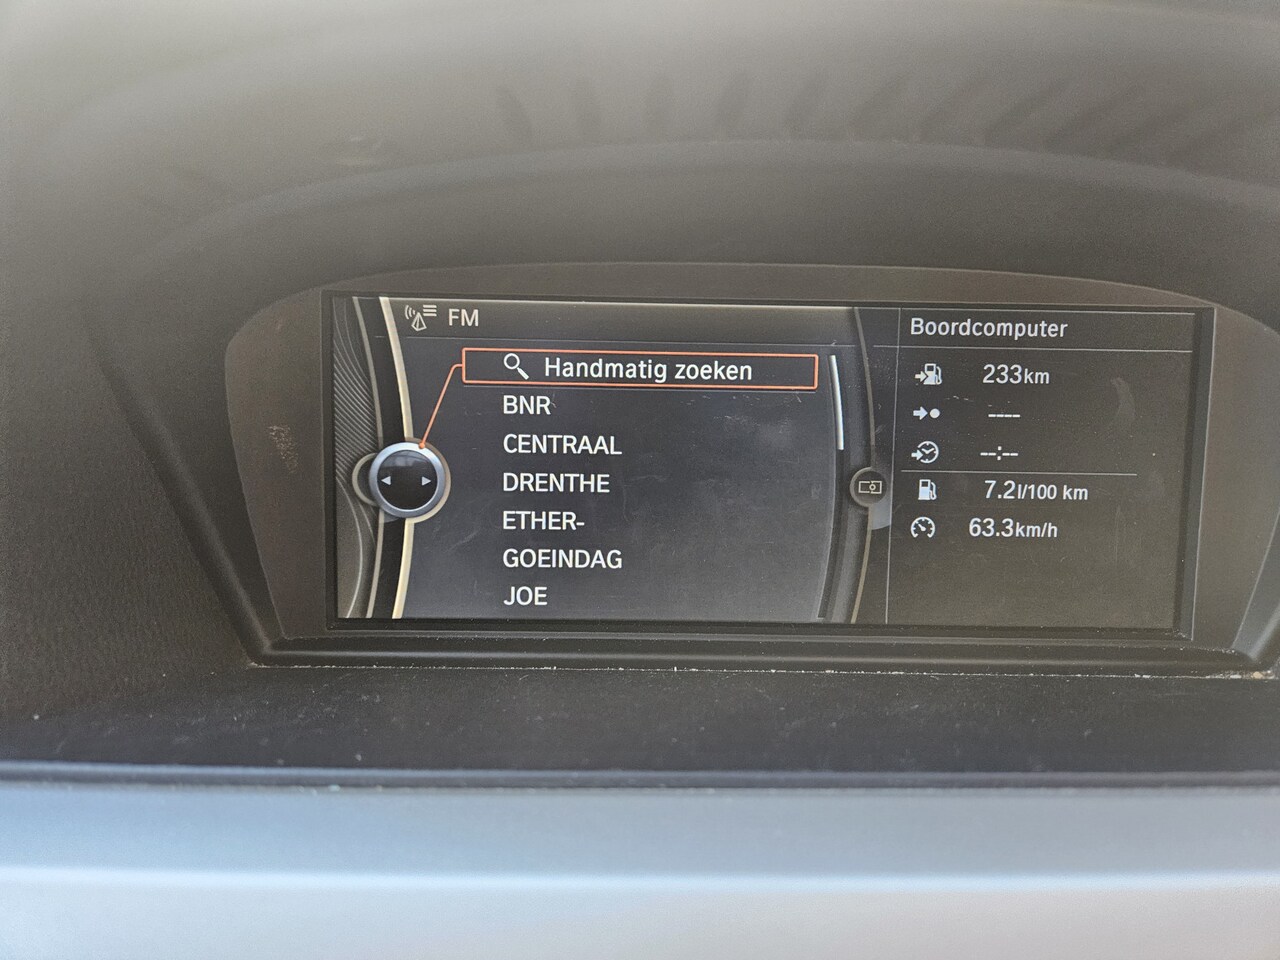 FM
Handmatig zoeken
BNR
CENTRAAL
DRENTHE
ETHER-
GOEINDAG
JOE
Boordcomputer
233km
----
--:--
7.2l/100 km
63.3km/h